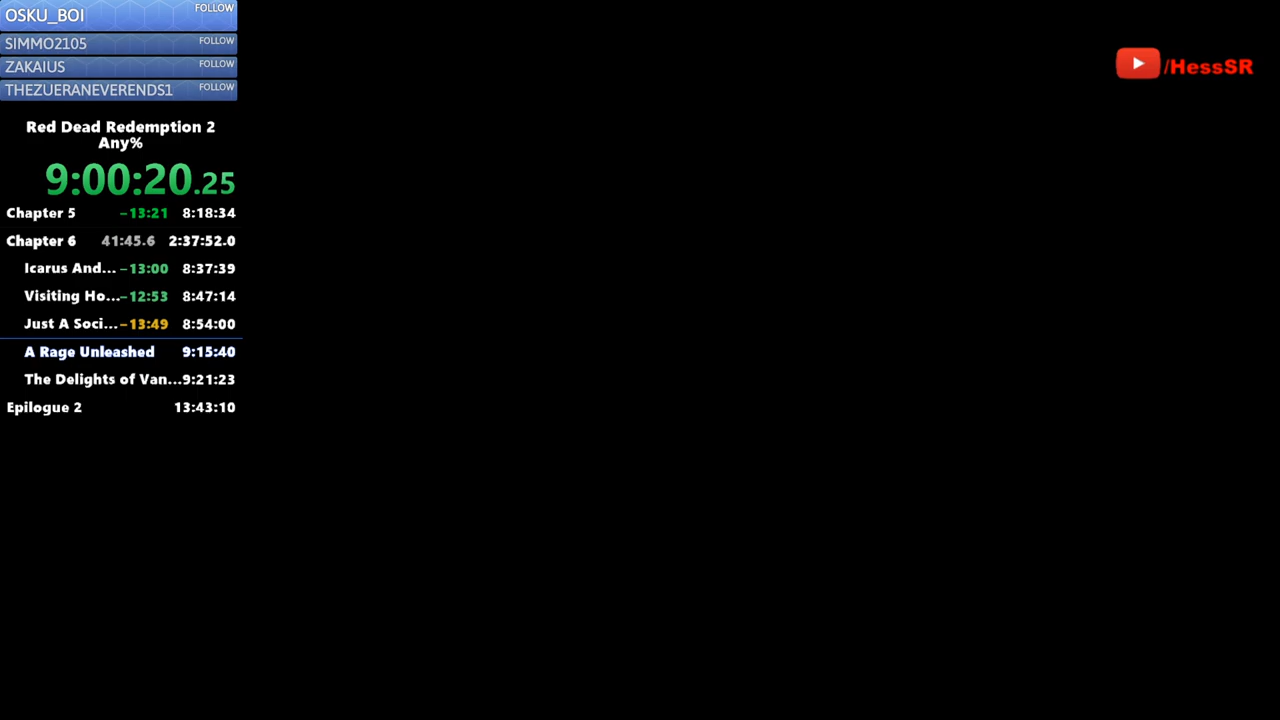 OSKU_BOI FOLLOW
SIMMO2105 FOLLOW
ZAKAIUS FOLLOW
THEZUERANEVERENDS1 FOLLOW
/HessSR
Red Dead Redemption 2
Any%
9:00:20.25
Chapter 5 -13:21 8:18:34
Chapter 6 41:45.6 2:37:52.0
Icarus And... -13:00 8:37:39
Visiting Ho... -12:53 8:47:14
Just A Soci... -13:49 8:54:00
A Rage Unleashed 9:15:40
The Delights of Van... 9:21:23
Epilogue 2 13:43:10